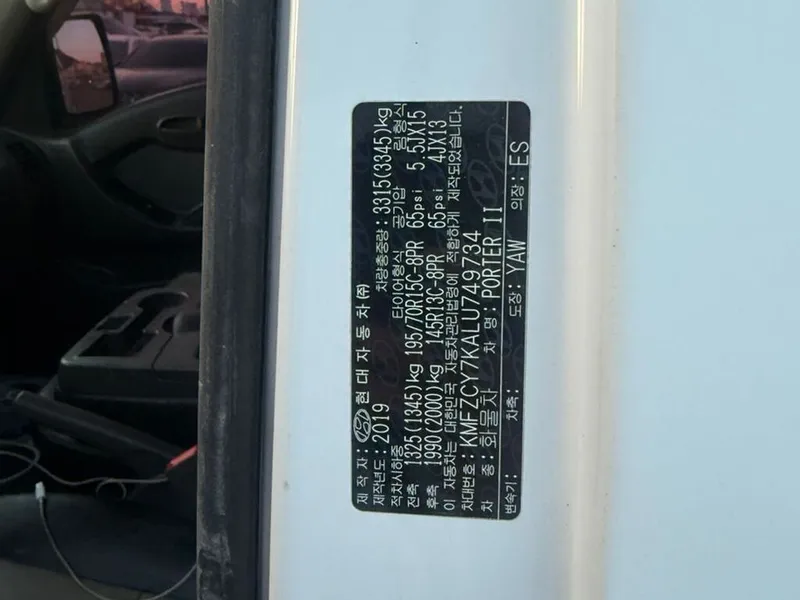 제 작 자 : 현 대 자 동 차 ㈜
제작년도 : 2019 차량총중량 : 3315(3345)kg
적차시하중 타이어형식 공기압 림형식
전축 1325(1345)kg 195/70R15C-8PR 65psi 5.5JX15
후축 1990(2000)kg 145R13C-8PR 65psi 4JX13
이 자동차는 대한민국 자동차관리법령에 적합하게 제작되었습니다.
차대번호 : KMFZCY7KALU749734
차 종 : 화물차 차 명 : PORTER II
변속기 : 차축 : 도장 : YAW 의장 : ES